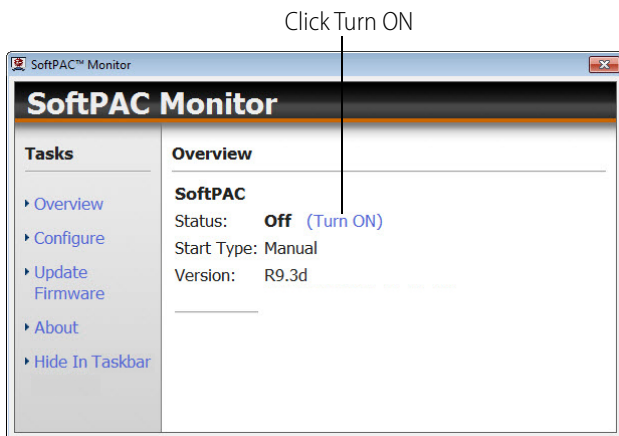 Click Turn ON
SoftPAC™ Monitor
SoftPAC Monitor
Tasks
Overview
Configure
Update
Firmware
About
Hide In Taskbar
Overview
SoftPAC
Status: Off (Turn ON)
Start Type: Manual
Version: R9.3d